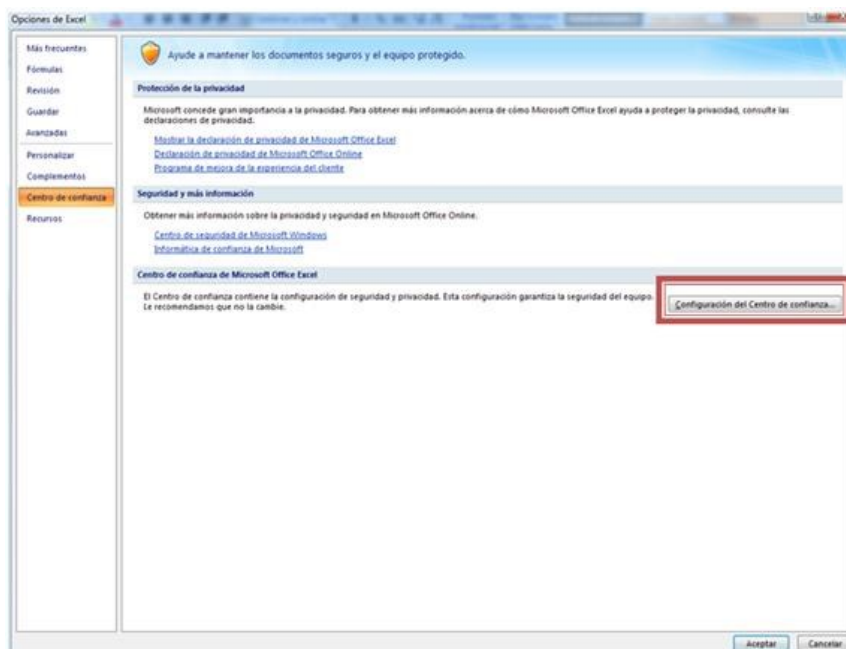 Opciones de Excel
Más frecuentes
Fórmulas
Revisión
Guardar
Avanzadas
Personalizar
Complementos
Centro de confianza
Recursos
Ayude a mantener los documentos seguros y el equipo protegido.
Protección de la privacidad
Microsoft concede gran importancia a la privacidad. Para obtener más información acerca de cómo Microsoft Office Excel ayuda a proteger la privacidad, consulte las
declaraciones de privacidad.
Mostrar la declaración de privacidad de Microsoft Office Excel
Declaración de privacidad de Microsoft Office Online
Programa de mejora de la experiencia del cliente
Seguridad y más información
Obtener más información sobre la privacidad y seguridad en Microsoft Office Online.
Centro de seguridad de Microsoft Windows
Informática de confianza de Microsoft
Centro de confianza de Microsoft Office Excel
El Centro de confianza contiene la configuración de seguridad y privacidad. Esta configuración garantiza la seguridad del equipo.
Le recomendamos que no la cambie.
Configuración del Centro de confianza...
Aceptar
Cancelar